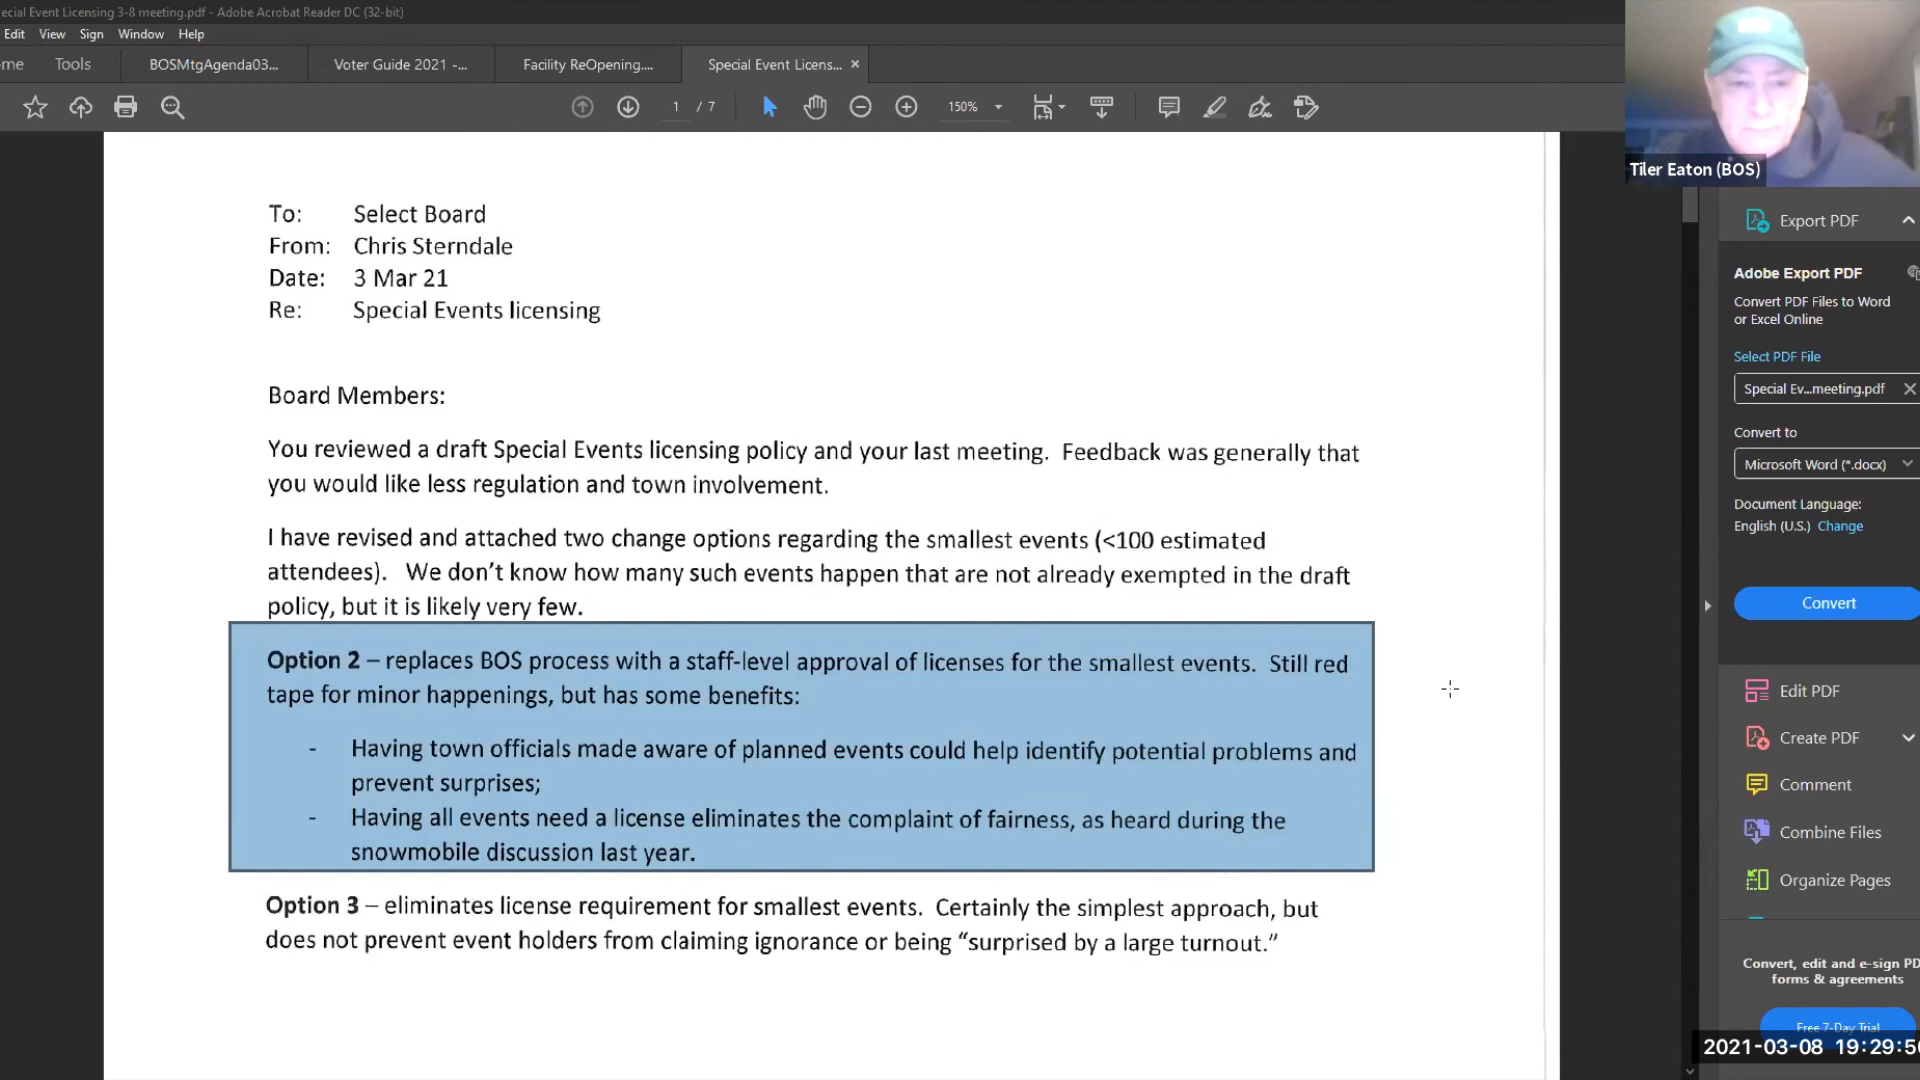 ecial Event Licensing 3-8 meeting.pdf - Adobe Acrobat Reader DC (32-bit)
Edit View Sign Window Help
me Tools BOSMtgAgenda03... Voter Guide 2021 -... Facility ReOpening.... Special Event Licens... ×
1 / 7 150%
Tiler Eaton (BOS)
To: Select Board
From: Chris Sterndale
Date: 3 Mar 21
Re: Special Events licensing
Board Members:
You reviewed a draft Special Events licensing policy and your last meeting. Feedback was generally that
you would like less regulation and town involvement.
I have revised and attached two change options regarding the smallest events (<100 estimated
attendees). We don't know how many such events happen that are not already exempted in the draft
policy, but it is likely very few.
Option 2 – replaces BOS process with a staff-level approval of licenses for the smallest events. Still red
tape for minor happenings, but has some benefits:
- Having town officials made aware of planned events could help identify potential problems and
prevent surprises;
- Having all events need a license eliminates the complaint of fairness, as heard during the
snowmobile discussion last year.
Option 3 – eliminates license requirement for smallest events. Certainly the simplest approach, but
does not prevent event holders from claiming ignorance or being “surprised by a large turnout.”
Export PDF
Adobe Export PDF
Convert PDF Files to Word
or Excel Online
Select PDF File
Special Ev...meeting.pdf
Convert to
Microsoft Word (*.docx)
Document Language:
English (U.S.) Change
Convert
Edit PDF
Create PDF
Comment
Combine Files
Organize Pages
Convert, edit and e-sign PD
forms & agreements
Free 7-Day Trial
2021-03-08 19:29:5